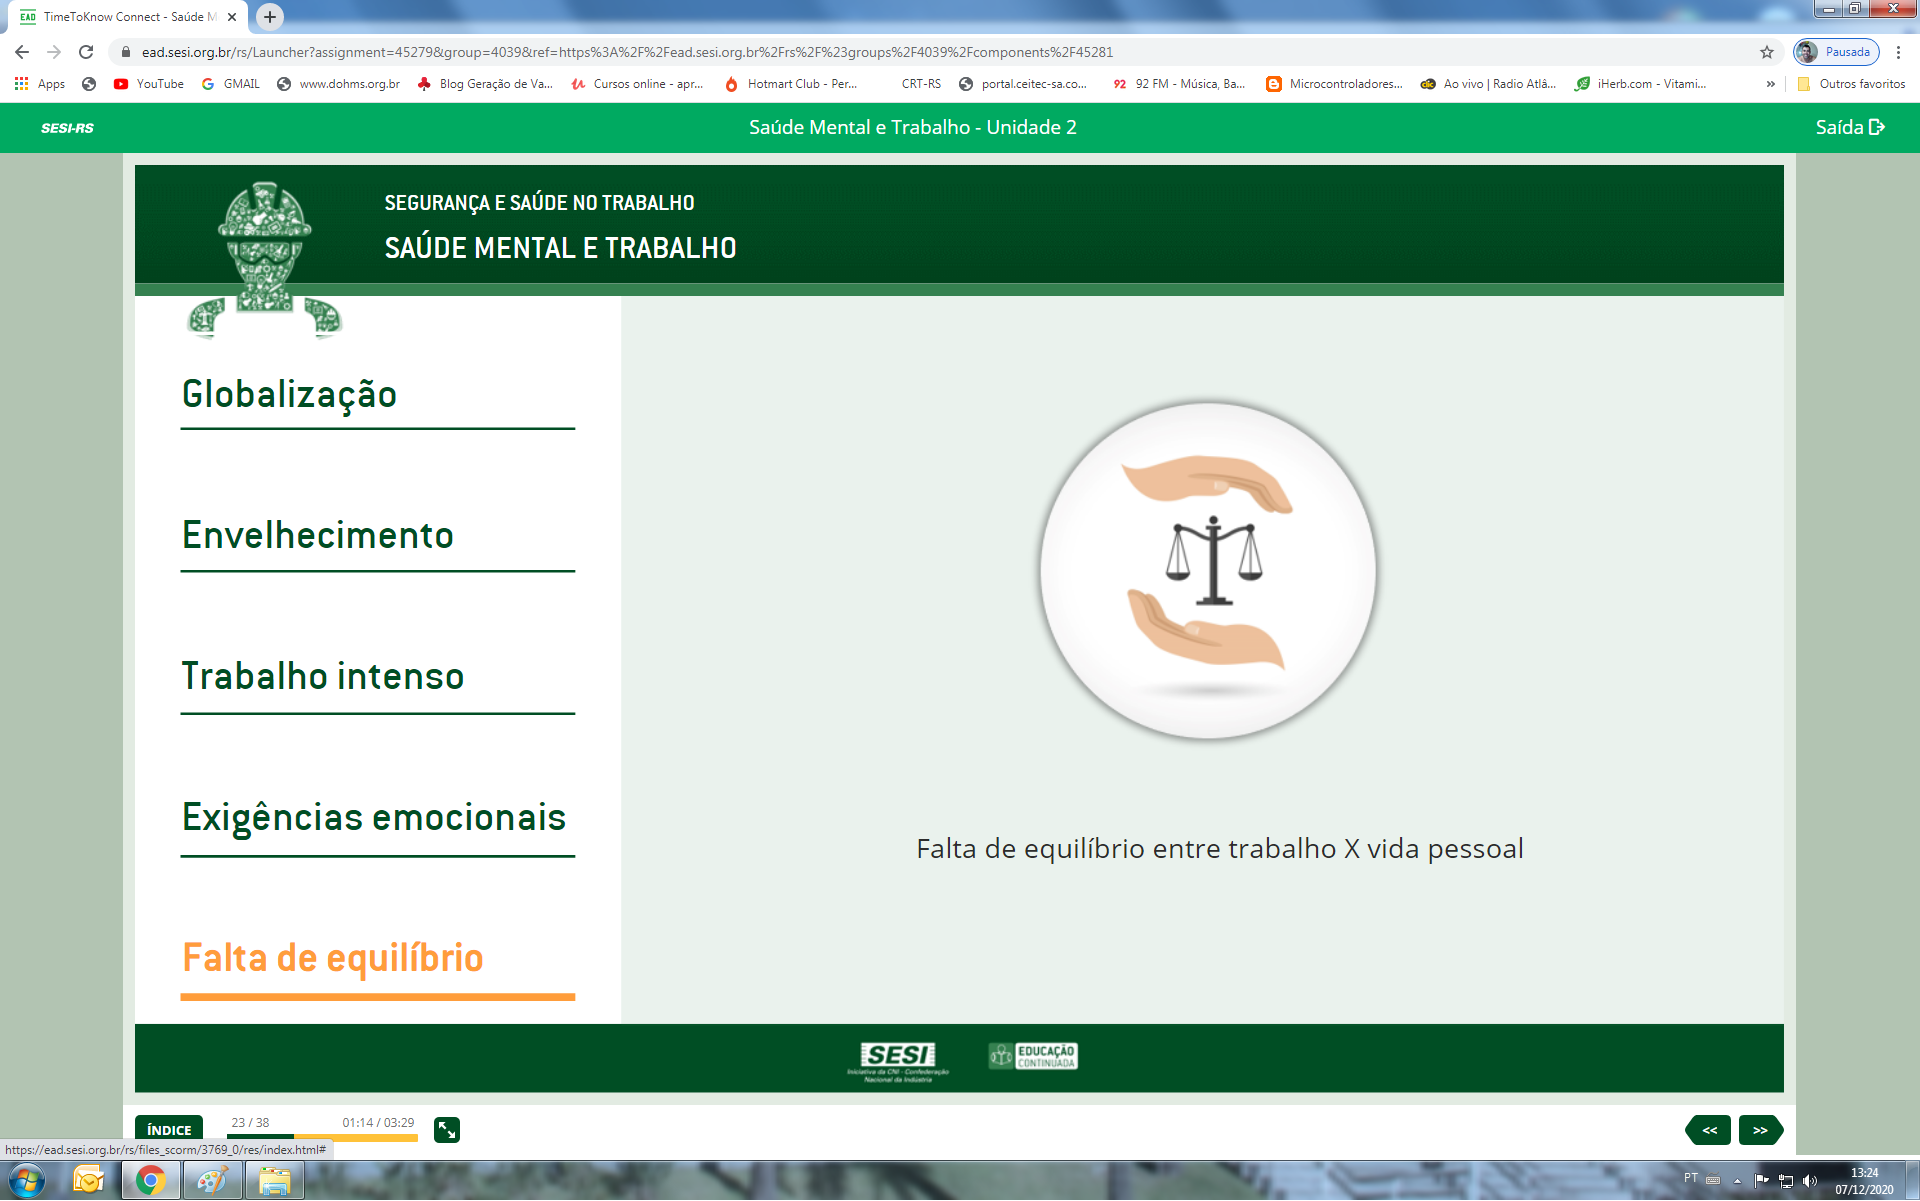 EAD TimeToKnow Connect - Saúde M
ead.sesi.org.br/rs/Launcher?assignment=45279&group=4039&ref=https%3A%2F%2Fead.sesi.org.br%2Frs%2F%23groups%2F4039%2Fcomponents%2F45281
Pausada
Apps YouTube GMAIL www.dohms.org.br Blog Geração de Va... Cursos online - apr... Hotmart Club - Per... CRT-RS portal.ceitec-sa.co... 92 92 FM - Música, Ba... Microcontroladores... Ao vivo | Radio Atlâ... iHerb.com - Vitami... » Outros favoritos
SESI-RS Saúde Mental e Trabalho - Unidade 2 Saída
SEGURANÇA E SAÚDE NO TRABALHO
SAÚDE MENTAL E TRABALHO
Globalização
Envelhecimento
Trabalho intenso
Exigências emocionais
Falta de equilíbrio
Falta de equilíbrio entre trabalho X vida pessoal
SESI
Iniciativa da CNI - Confederação
Nacional da Indústria
EDUCAÇÃO
CONTINUADA
ÍNDICE 23 / 38 01:14 / 03:29 << >>
https://ead.sesi.org.br/rs/files_scorm/3769_0/res/index.html#
PT 13:24
07/12/2020